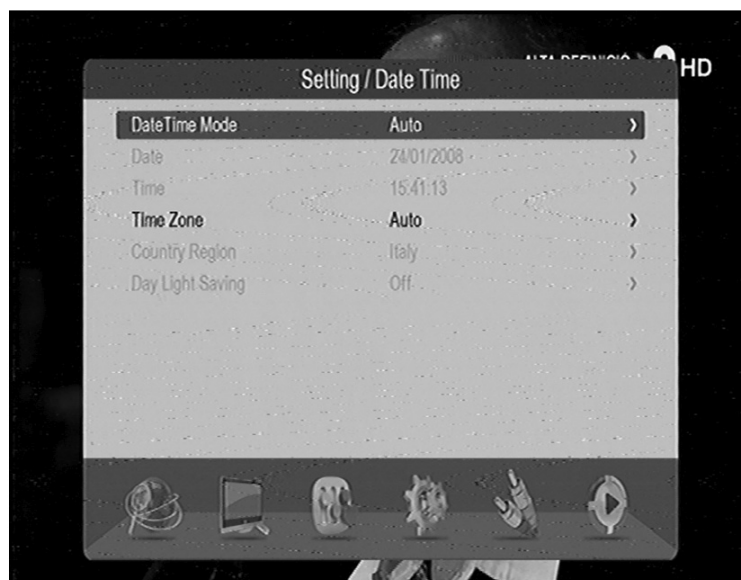 HD
Setting / Date Time
DateTime Mode Auto
Date 24/01/2008
Time 15:41:13
TIme Zone Auto
Country Region Italy
Day Light Saving Off